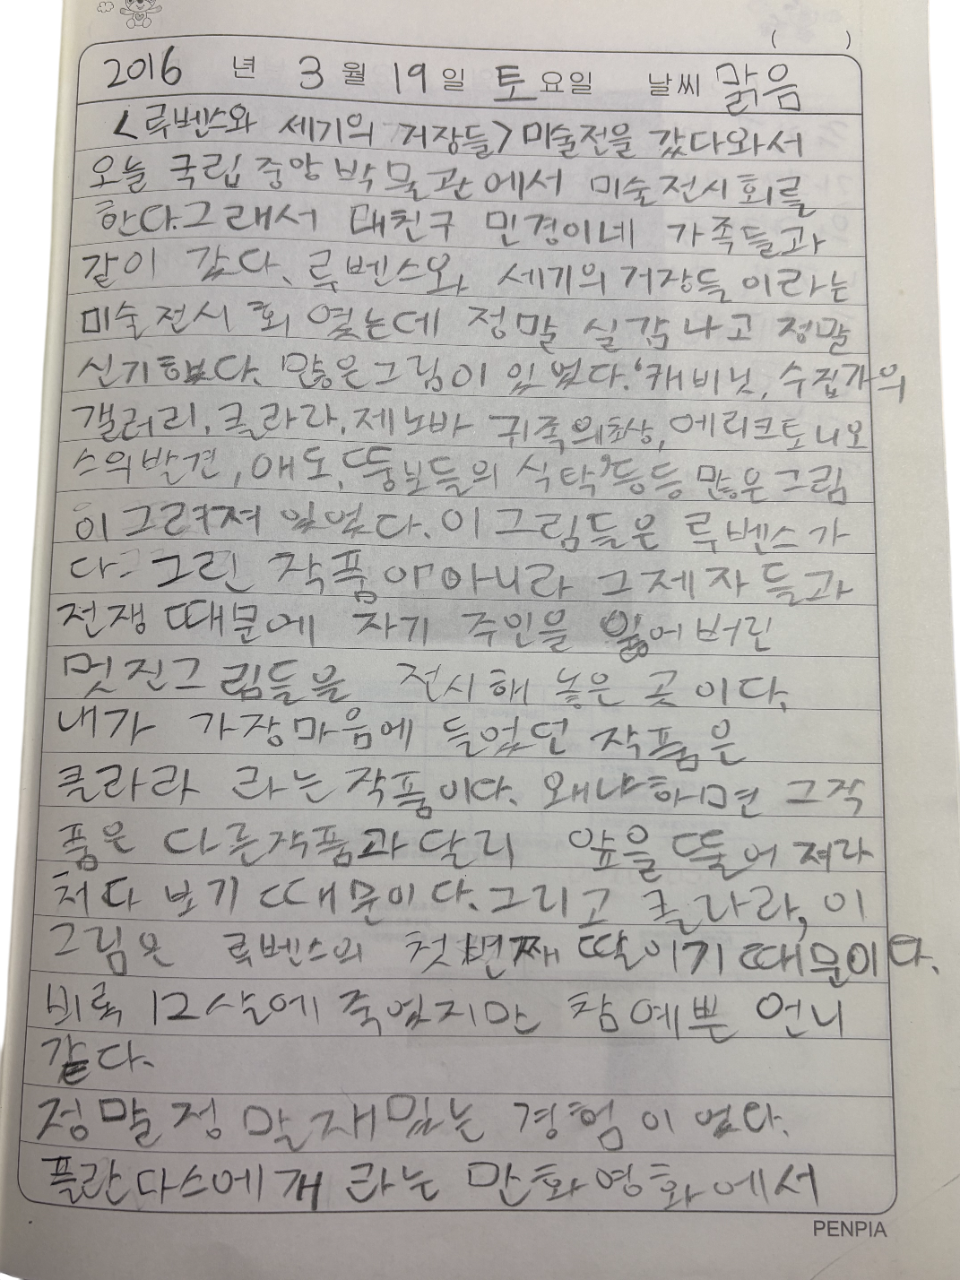 2016 년 3 월 19 일 토요일 날씨 맑음
<루벤스와 세기의 거장들>미술전을 갔다와서
오늘 국립 중앙 박물관에서 미술전시회를
한다.그래서 내친구 민경이네 가족들과
같이 갔다. 루벤스와 세기의 거장들 이라는
미술 전시 회 였는데 정말 실감나고 정말
신기했다. 많은 그림이 있었다.'캐비닛, 수집가의
갤러리, 클라라, 제노바 귀족의초상, 에리크토니오
스의발견, 애도, 뚱보들의 식탁'등등 많은 그림
이 그려져 있었다. 이 그림들은 루벤스가
다 그린 작품이 아니라 그 제자들과
전쟁 때문에 자기 주인을 잃어버린
멋진그림들을 전시해 놓은 곳이다.
내가 가장마음에 들었던 작품은
클라라 라는 작품이다. 왜냐하면 그작
품은 다른작품과 달리 앞을 뚫어 져라
처다 보기 때문이다.그리고 클라라, 이
그림은 루벤스의 첫번째 딸이기 때문이다.
비록 12살에 죽었지만 참 예쁜 언니
같다.
정말정말 재밌는 경험이 었다.
플란다스에 개 라는 만화영화에서
PENPIA